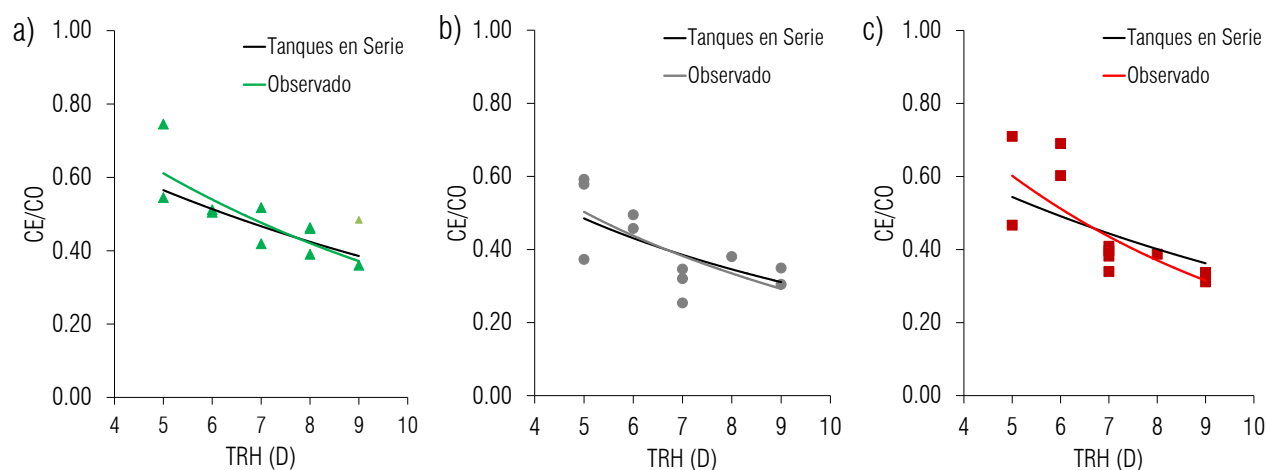 a)
1.00
0.80
0.60
0.40
0.20
0.00
CE/CO
Tanques en Serie
Observado
4 5 6 7 8 9 10
TRH (D)
b)
1.00
0.80
0.60
0.40
0.20
0.00
CE/CO
Tanques en Serie
Observado
4 5 6 7 8 9 10
TRH (D)
c)
1.00
0.80
0.60
0.40
0.20
0.00
CE/CO
Tanques en Serie
Observado
4 5 6 7 8 9 10
TRH (D)